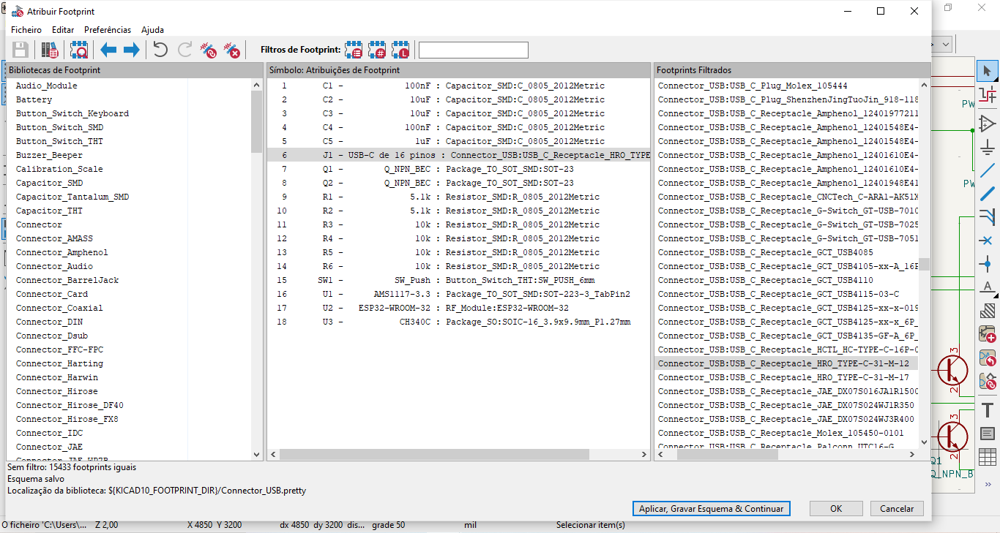 Atribuir Footprint
Ficheiro Editar Preferências Ajuda
Filtros de Footprint:
Bibliotecas de Footprint
Audio_Module
Battery
Button_Switch_Keyboard
Button_Switch_SMD
Button_Switch_THT
Buzzer_Beeper
Calibration_Scale
Capacitor_SMD
Capacitor_Tantalum_SMD
Capacitor_THT
Connector
Connector_AMASS
Connector_Amphenol
Connector_Audio
Connector_BarrelJack
Connector_Card
Connector_Coaxial
Connector_DIN
Connector_Dsub
Connector_FFC-FPC
Connector_Harting
Connector_Harwin
Connector_Hirose
Connector_Hirose_DF40
Connector_Hirose_FX8
Connector_IDC
Connector_JAE
Connector_JAE_WP7B
Símbolo: Atribuições de Footprint
1 C1 - 100nF : Capacitor_SMD:C_0805_2012Metric
2 C2 - 10uF : Capacitor_SMD:C_0805_2012Metric
3 C3 - 10uF : Capacitor_SMD:C_0805_2012Metric
4 C4 - 100nF : Capacitor_SMD:C_0805_2012Metric
5 C5 - 1uF : Capacitor_SMD:C_0805_2012Metric
6 J1 - USB-C de 16 pinos : Connector_USB:USB_C_Receptacle_HRO_TYPE
7 Q1 - Q_NPN_BEC : Package_TO_SOT_SMD:SOT-23
8 Q2 - Q_NPN_BEC : Package_TO_SOT_SMD:SOT-23
9 R1 - 5.1k : Resistor_SMD:R_0805_2012Metric
10 R2 - 5.1k : Resistor_SMD:R_0805_2012Metric
11 R3 - 10k : Resistor_SMD:R_0805_2012Metric
12 R4 - 10k : Resistor_SMD:R_0805_2012Metric
13 R5 - 10k : Resistor_SMD:R_0805_2012Metric
14 R6 - 10k : Resistor_SMD:R_0805_2012Metric
15 SW1 - SW_Push : Button_Switch_THT:SW_PUSH_6mm
16 U1 - AMS1117-3.3 : Package_TO_SOT_SMD:SOT-223-3_TabPin2
17 U2 - ESP32-WROOM-32 : RF_Module:ESP32-WROOM-32
18 U3 - CH340C : Package_SO:SOIC-16_3.9x9.9mm_P1.27mm
Footprints Filtrados
Connector_USB:USB_C_Plug_Molex_105444
Connector_USB:USB_C_Plug_ShenzhenJingTuoJin_918-118
Connector_USB:USB_C_Receptacle_Amphenol_12401977211
Connector_USB:USB_C_Receptacle_Amphenol_12401548E4-
Connector_USB:USB_C_Receptacle_Amphenol_12401548E4-
Connector_USB:USB_C_Receptacle_Amphenol_12401610E4-
Connector_USB:USB_C_Receptacle_Amphenol_12401610E4-
Connector_USB:USB_C_Receptacle_Amphenol_12401948E41
Connector_USB:USB_C_Receptacle_CNCTech_C-ARA1-AK51X
Connector_USB:USB_C_Receptacle_G-Switch_GT-USB-7010
Connector_USB:USB_C_Receptacle_G-Switch_GT-USB-7025
Connector_USB:USB_C_Receptacle_G-Switch_GT-USB-7051
Connector_USB:USB_C_Receptacle_GCT_USB4085
Connector_USB:USB_C_Receptacle_GCT_USB4105-xx-A_16P
Connector_USB:USB_C_Receptacle_GCT_USB4110
Connector_USB:USB_C_Receptacle_GCT_USB4115-03-C
Connector_USB:USB_C_Receptacle_GCT_USB4125-xx-x-019
Connector_USB:USB_C_Receptacle_GCT_USB4125-xx-x_6P_
Connector_USB:USB_C_Receptacle_GCT_USB4135-GF-A_6P_
Connector_USB:USB_C_Receptacle_HCTL_HC-TYPE-C-16P-0
Connector_USB:USB_C_Receptacle_HRO_TYPE-C-31-M-12
Connector_USB:USB_C_Receptacle_HRO_TYPE-C-31-M-17
Connector_USB:USB_C_Receptacle_JAE_DX07S016JA1R1500
Connector_USB:USB_C_Receptacle_JAE_DX07S024WJ1R350
Connector_USB:USB_C_Receptacle_JAE_DX07S024WJ3R400
Connector_USB:USB_C_Receptacle_Molex_105450-0101
Connector_USB:USB_C_Receptacle_Palconn_UTC16-G
PW
PW
3
2
3
2
Q1
Q_NPN_B
Sem filtro: 15433 footprints iguais
Esquema salvo
Localização da biblioteca: ${KICAD10_FOOTPRINT_DIR}/Connector_USB.pretty
Aplicar, Gravar Esquema & Continuar OK Cancelar
O ficheiro 'C:\Users\... Z 2,00 X 4850 Y 3200 dx 4850 dy 3200 dis... grade 50 mil Selecionar item(s)